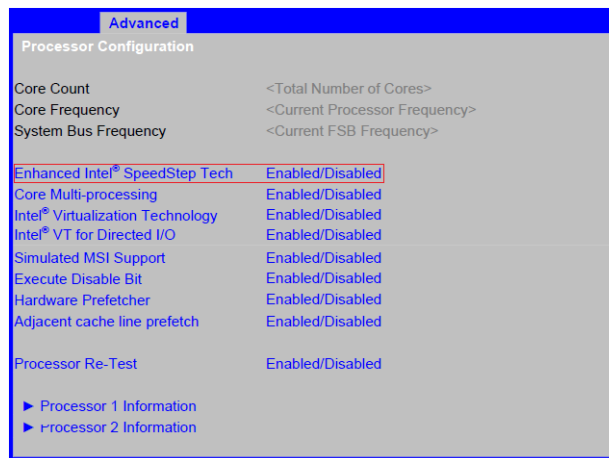 Advanced
Processor Configuration
Core Count <Total Number of Cores>
Core Frequency <Current Processor Frequency>
System Bus Frequency <Current FSB Frequency>
Enhanced Intel® SpeedStep Tech Enabled/Disabled
Core Multi-processing Enabled/Disabled
Intel® Virtualization Technology Enabled/Disabled
Intel® VT for Directed I/O Enabled/Disabled
Simulated MSI Support Enabled/Disabled
Execute Disable Bit Enabled/Disabled
Hardware Prefetcher Enabled/Disabled
Adjacent cache line prefetch Enabled/Disabled
Processor Re-Test Enabled/Disabled
► Processor 1 Information
► Processor 2 Information